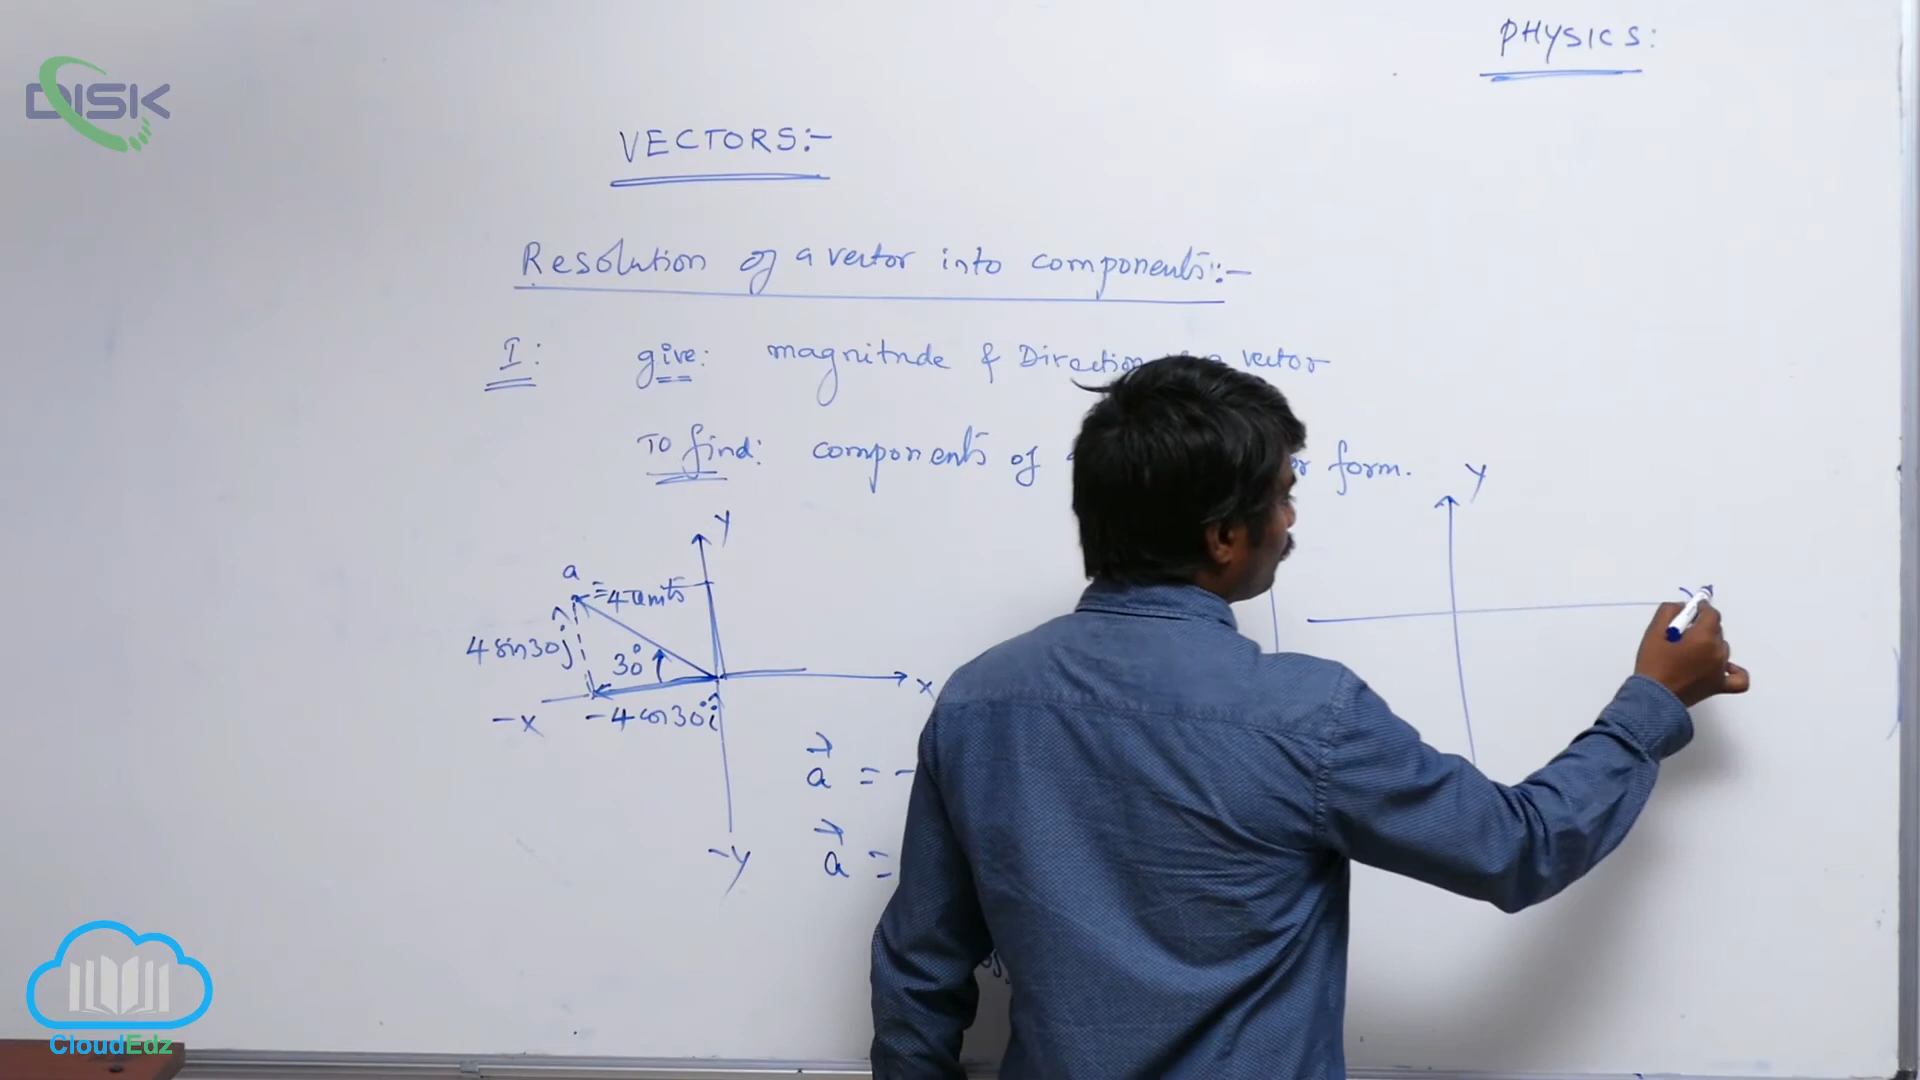 PHYSICS:
DISK
VECTORS:-
Resolution of a vector into components:-
I: give: magnitude & Direction vector
To find: components of form.
y
y
a
=4units
4sin30j
30°
x
-x
-4cos30°i
a = -
-y
a =
CloudEdz